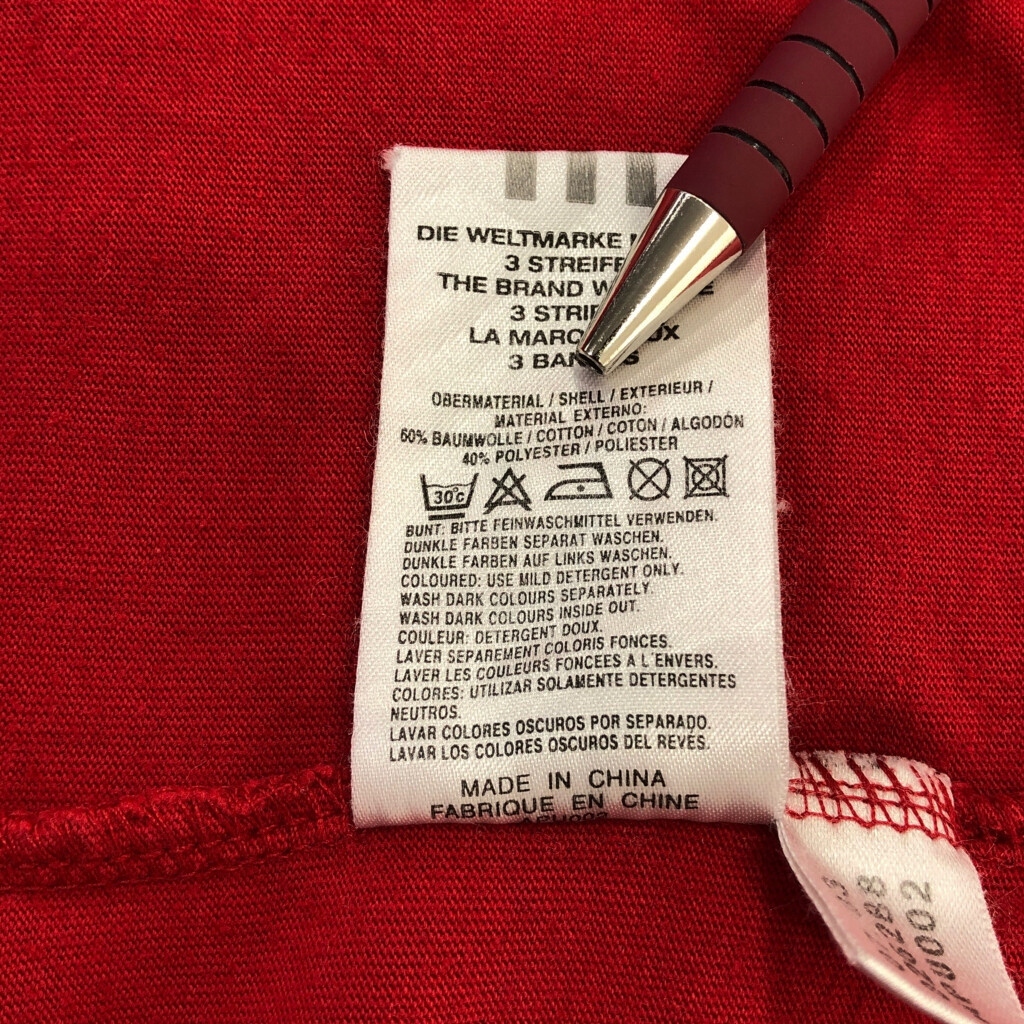 DIE WELTMARKE
3 STREIFE
THE BRAND
3 STRIP
LA MARQ UX
3 BAN S
OBERMATERIAL / SHELL / EXTERIEUR /
MATERIAL EXTERNO:
60% BAUMWOLLE / COTTON / COTON / ALGODÓN
40% POLYESTER / POLIESTER
30°C
BUNT: BITTE FEINWASCHMITTEL VERWENDEN.
DUNKLE FARBEN SEPARAT WASCHEN.
DUNKLE FARBEN AUF LINKS WASCHEN.
COLOURED: USE MILD DETERGENT ONLY.
WASH DARK COLOURS SEPARATELY.
WASH DARK COLOURS INSIDE OUT.
COULEUR: DETERGENT DOUX.
LAVER SEPAREMENT COLORIS FONCES.
LAVER LES COULEURS FONCEES A L'ENVERS.
COLORES: UTILIZAR SOLAMENTE DETERGENTES
NEUTROS.
LAVAR COLORES OSCUROS POR SEPARADO.
LAVAR LOS COLORES OSCUROS DEL REVES.
MADE IN CHINA
FABRIQUE EN CHINE